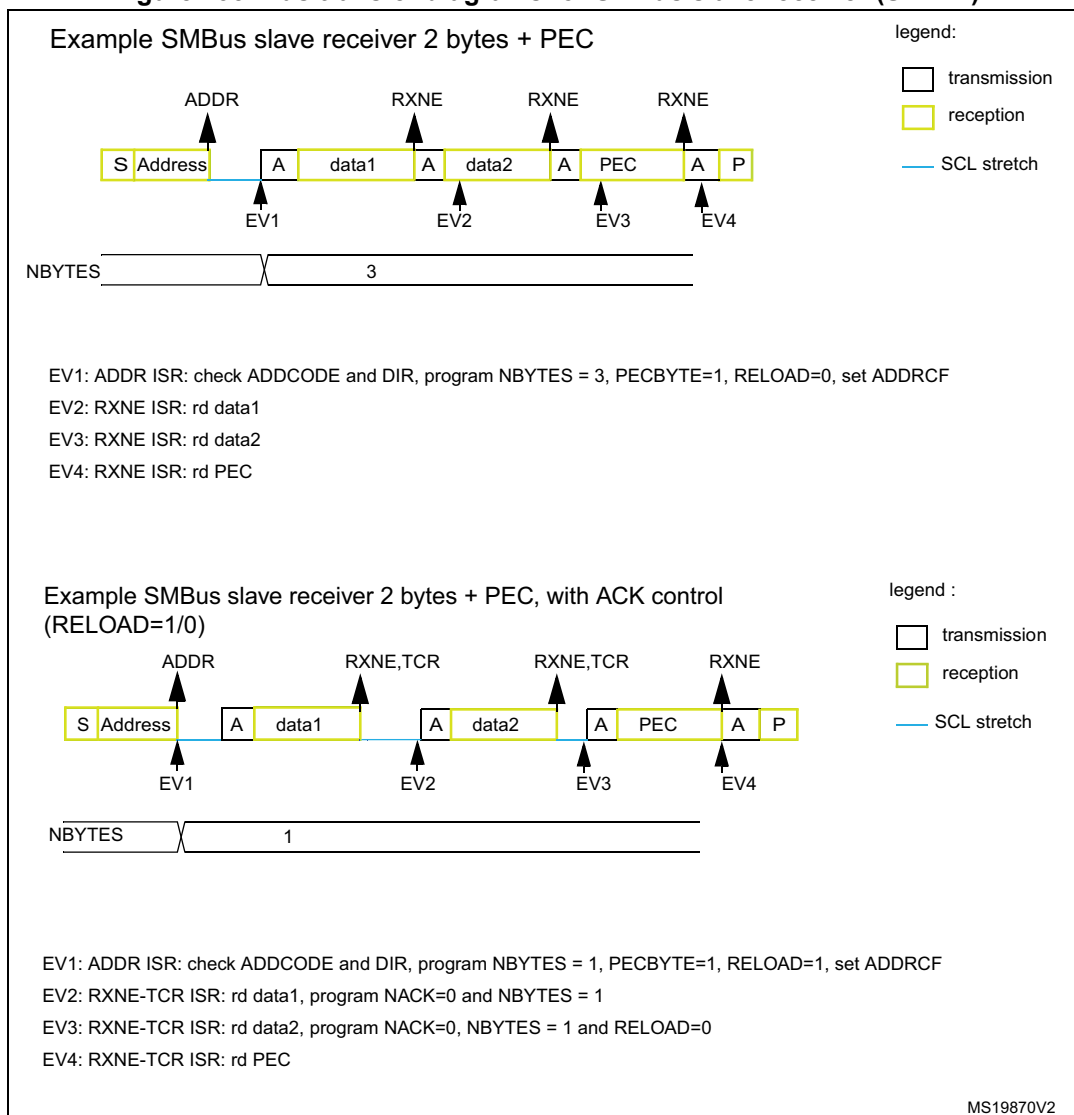 Example SMBus slave receiver 2 bytes + PEC
legend:
transmission
reception
SCL stretch
ADDR RXNE RXNE RXNE
S Address A data1 A data2 A PEC A P
EV1 EV2 EV3 EV4
NBYTES 3
EV1: ADDR ISR: check ADDCODE and DIR, program NBYTES = 3, PECBYTE=1, RELOAD=0, set ADDRCF
EV2: RXNE ISR: rd data1
EV3: RXNE ISR: rd data2
EV4: RXNE ISR: rd PEC
Example SMBus slave receiver 2 bytes + PEC, with ACK control
(RELOAD=1/0)
legend :
transmission
reception
SCL stretch
ADDR RXNE,TCR RXNE,TCR RXNE
S Address A data1 A data2 A PEC A P
EV1 EV2 EV3 EV4
NBYTES 1
EV1: ADDR ISR: check ADDCODE and DIR, program NBYTES = 1, PECBYTE=1, RELOAD=1, set ADDRCF
EV2: RXNE-TCR ISR: rd data1, program NACK=0 and NBYTES = 1
EV3: RXNE-TCR ISR: rd data2, program NACK=0, NBYTES = 1 and RELOAD=0
EV4: RXNE-TCR ISR: rd PEC
MS19870V2